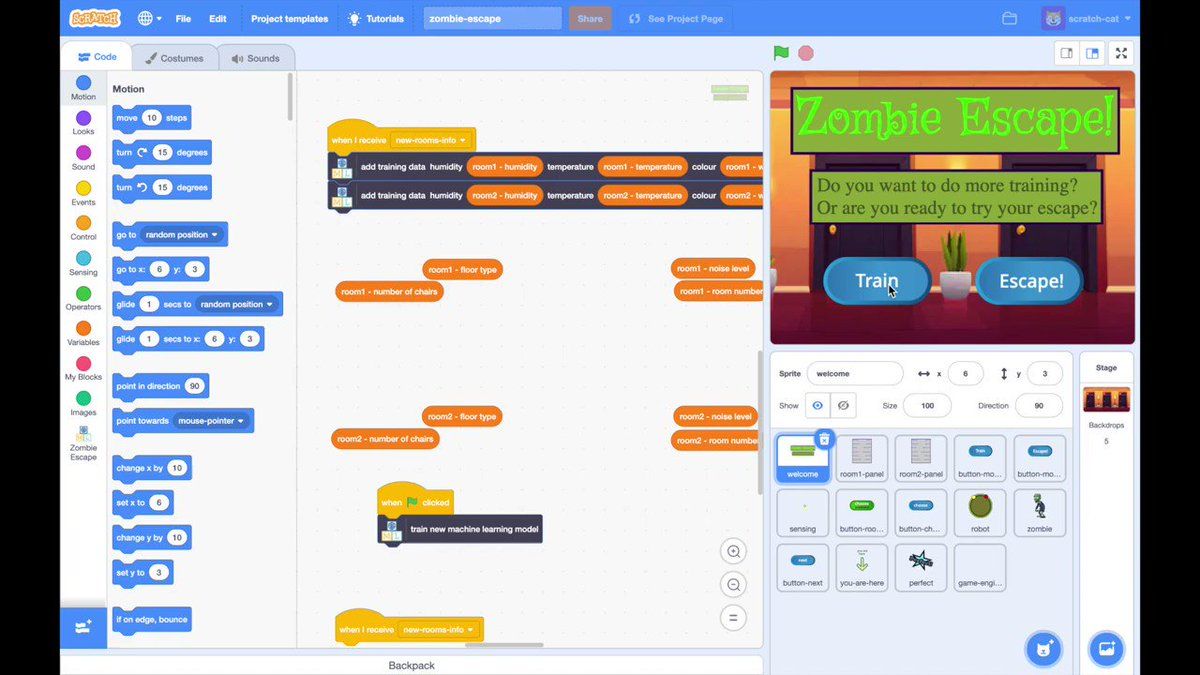 SCRATCH File Edit Project templates Tutorials zombie-escape Share See Project Page scratch-cat
Code Costumes Sounds
Motion
Looks
Sound
Events
Control
Sensing
Operators
Variables
My Blocks
Images
Zombie
Escape
Motion
move 10 steps
turn 15 degrees
turn 15 degrees
go to random position
go to x: 6 y: 3
glide 1 secs to random position
glide 1 secs to x: 6 y: 3
point in direction 90
point towards mouse-pointer
change x by 10
set x to 6
change y by 10
set y to 3
if on edge, bounce
when I receive new-rooms-info
add training data humidity room1 - humidity temperature room1 - temperature colour room1 - w
add training data humidity room2 - humidity temperature room2 - temperature colour room2 - w
room1 - floor type room1 - noise level
room1 - number of chairs room1 - room number
room2 - floor type room2 - noise level
room2 - number of chairs room2 - room number
when clicked
ML train new machine learning model
when I receive new-rooms-info
Backpack
Zombie Escape!
Do you want to do more training?
Or are you ready to try your escape?
Train Escape!
Sprite welcome x 6 y 3
Show Size 100 Direction 90
welcome room1-panel room2-panel button-mo... button-mo...
sensing button-roo... button-ch... robot zombie
button-next you-are-here perfect game-engi...
Stage
Backdrops
5